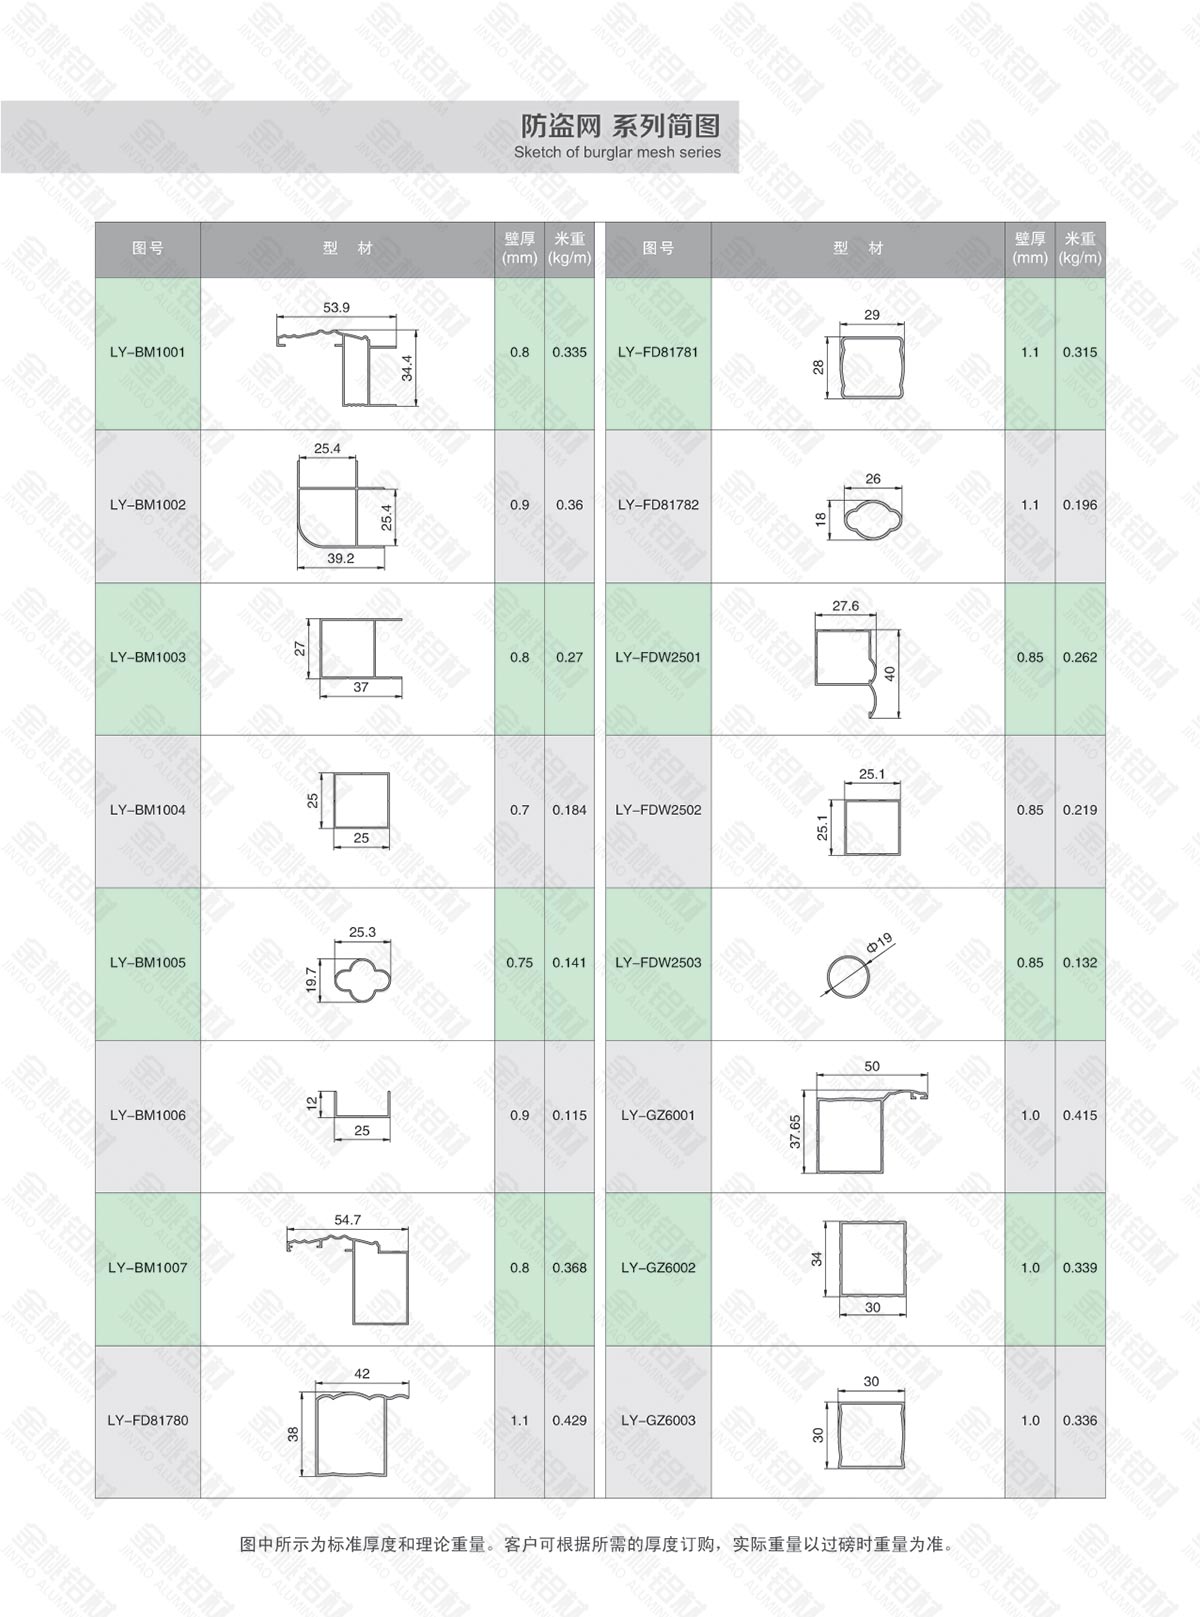 防盗网 系列简图
Sketch of burglar mesh series
图号 型 材 壁厚(mm) 米重(kg/m) 图号 型 材 壁厚(mm) 米重(kg/m)
LY-BM1001 53.9 34.4 0.8 0.335
LY-FD81781 29 28 1.1 0.315
LY-BM1002 25.4 25.4 39.2 0.9 0.36
LY-FD81782 26 18 1.1 0.196
LY-BM1003 27 37 0.8 0.27
LY-FDW2501 27.6 40 0.85 0.262
LY-BM1004 25 25 0.7 0.184
LY-FDW2502 25.1 25.1 0.85 0.219
LY-BM1005 25.3 19.7 0.75 0.141
LY-FDW2503 Φ19 0.85 0.132
LY-BM1006 12 25 0.9 0.115
LY-GZ6001 50 37.65 1.0 0.415
LY-BM1007 54.7 0.8 0.368
LY-GZ6002 34 30 1.0 0.339
LY-FD81780 42 38 1.1 0.429
LY-GZ6003 30 30 1.0 0.336
图中所示为标准厚度和理论重量。客户可根据所需的厚度订购，实际重量以过磅时重量为准。
金桃铝材
JINTAO ALUMINIUM